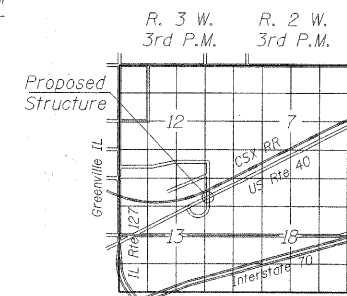 R. 3 W.
3rd P.M.
R. 2 W.
3rd P.M.
Proposed
Structure
12
7
CSX RR
US Rte 40
Greenville IL
IL Rte 127
13
18
Interstate 70